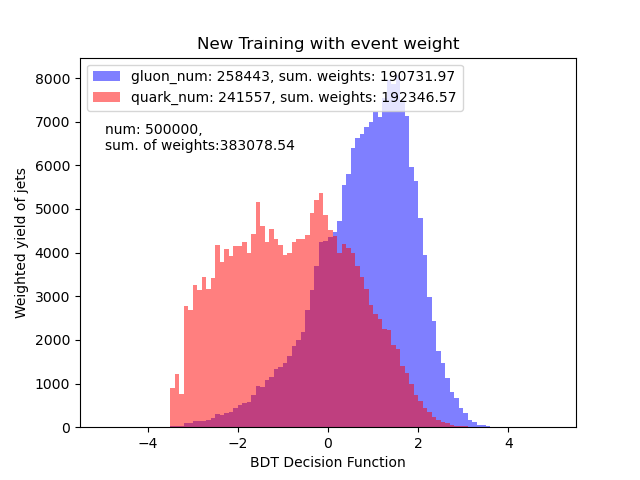 New Training with event weight
gluon_num: 258443, sum. weights: 190731.97
quark_num: 241557, sum. weights: 192346.57
num: 500000,
sum. of weights:383078.54
Weighted yield of jets
8000
7000
6000
5000
4000
3000
2000
1000
0
−4
−2
0
2
4
BDT Decision Function